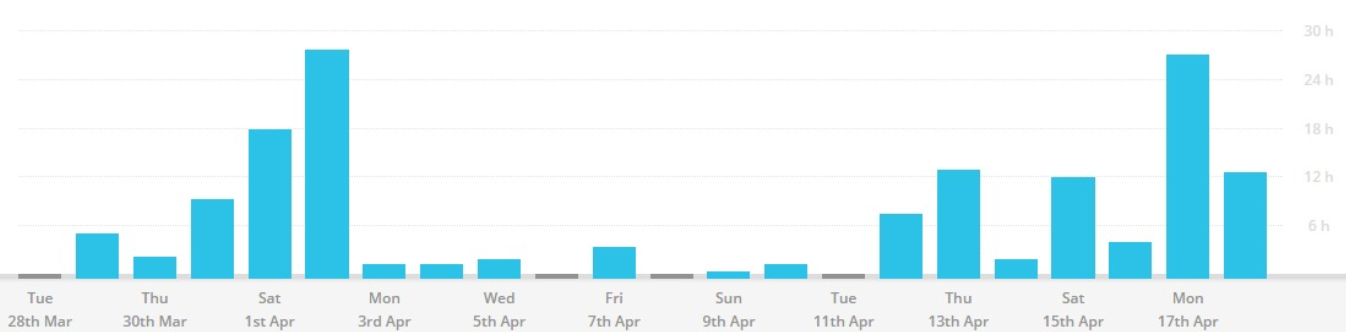 30 h
24 h
18 h
12 h
6 h
Tue Thu Sat Mon Wed Fri Sun Tue Thu Sat Mon
28th Mar 30th Mar 1st Apr 3rd Apr 5th Apr 7th Apr 9th Apr 11th Apr 13th Apr 15th Apr 17th Apr